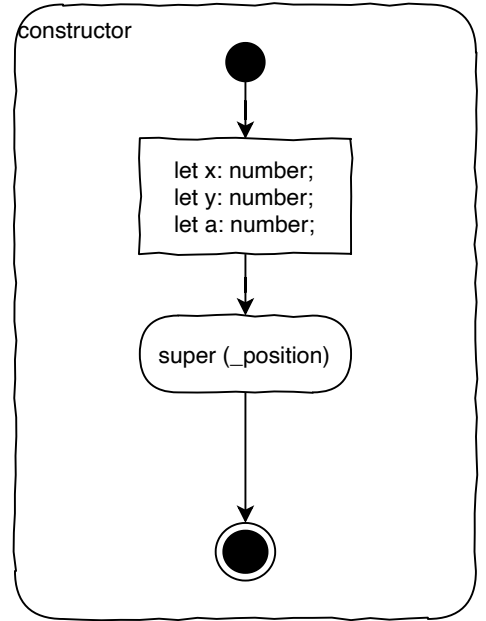 constructor
let x: number;
let y: number;
let a: number;
super (_position)